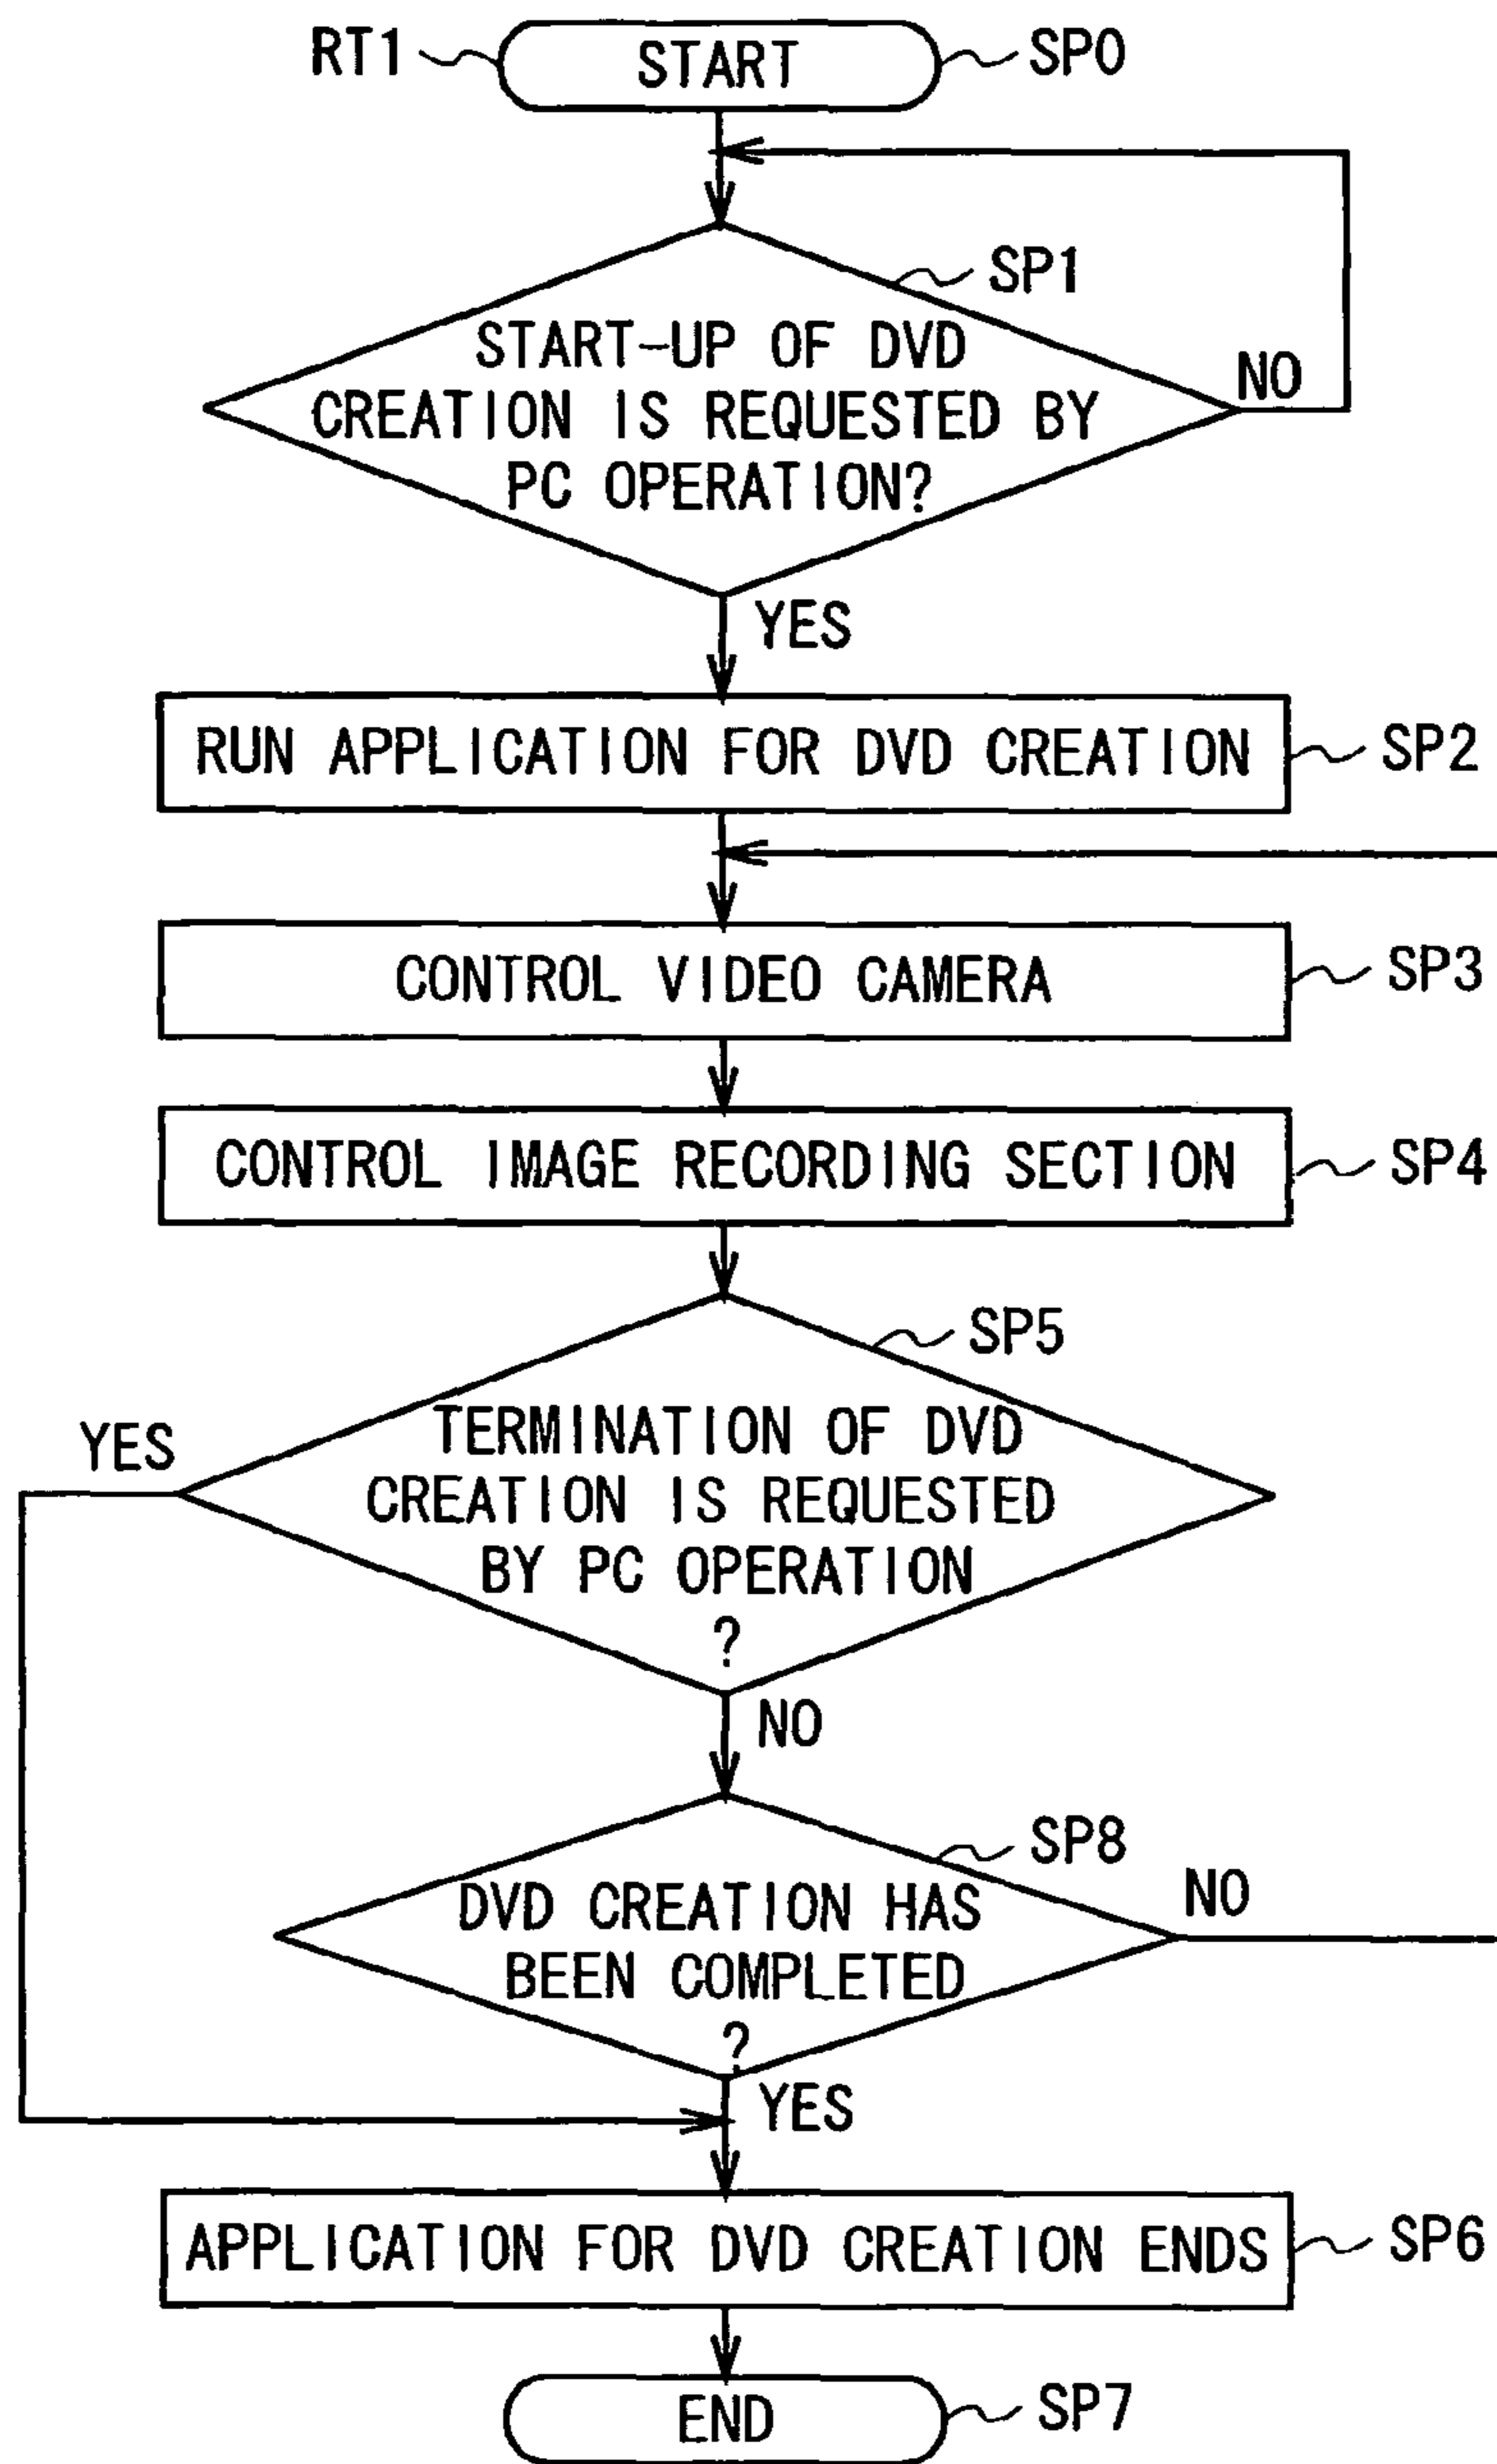 RT1 START SP0
SP1
START-UP OF DVD
CREATION IS REQUESTED BY
PC OPERATION?
NO
YES
RUN APPLICATION FOR DVD CREATION SP2
CONTROL VIDEO CAMERA SP3
CONTROL IMAGE RECORDING SECTION SP4
SP5
YES
TERMINATION OF DVD
CREATION IS REQUESTED
BY PC OPERATION
?
NO
SP8
NO
DVD CREATION HAS
BEEN COMPLETED
?
YES
APPLICATION FOR DVD CREATION ENDS SP6
END SP7